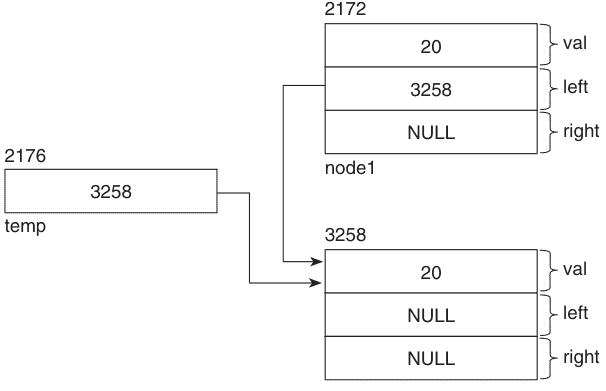 2172
20
val
3258
left
NULL
right
node1
2176
3258
temp
3258
20
val
NULL
left
NULL
right